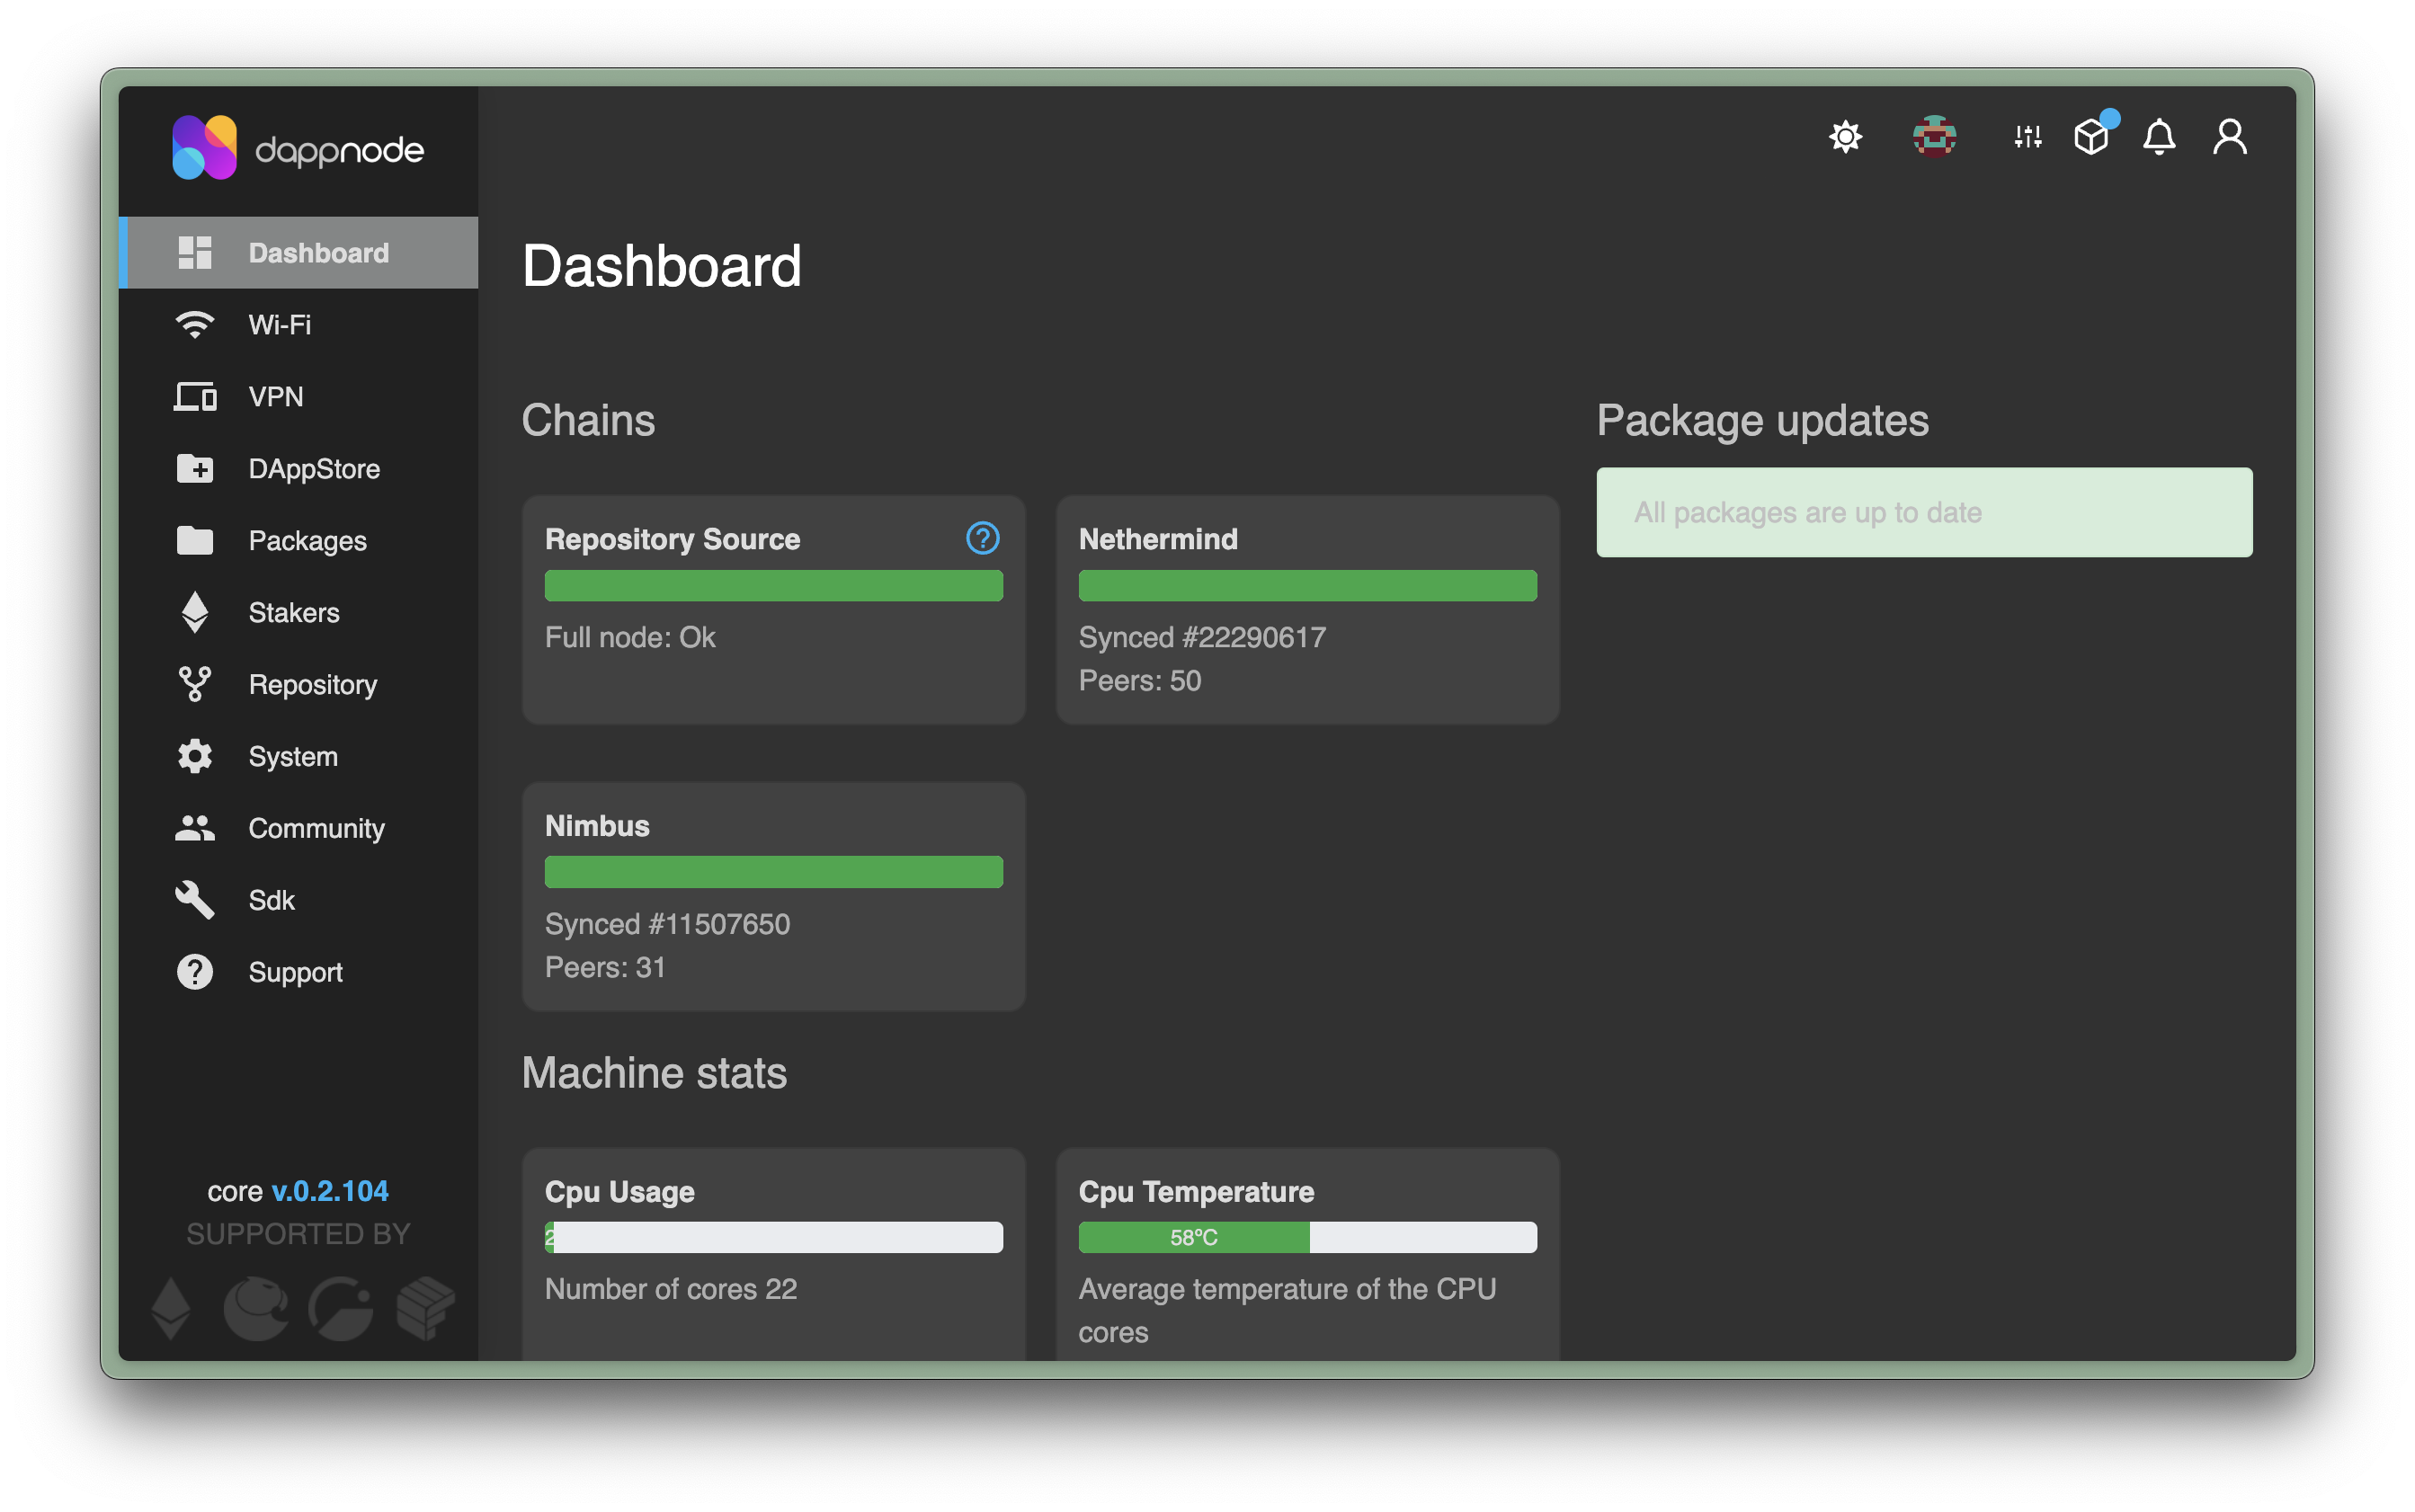 dappnode
Dashboard
Wi-Fi
VPN
DAppStore
Packages
Stakers
Repository
System
Community
Sdk
Support
core v.0.2.104
SUPPORTED BY
Dashboard
Chains
Repository Source
Full node: Ok
Nethermind
Synced #22290617
Peers: 50
Nimbus
Synced #11507650
Peers: 31
Machine stats
Cpu Usage
2
Number of cores 22
Cpu Temperature
58ºC
Average temperature of the CPU
cores
Package updates
All packages are up to date